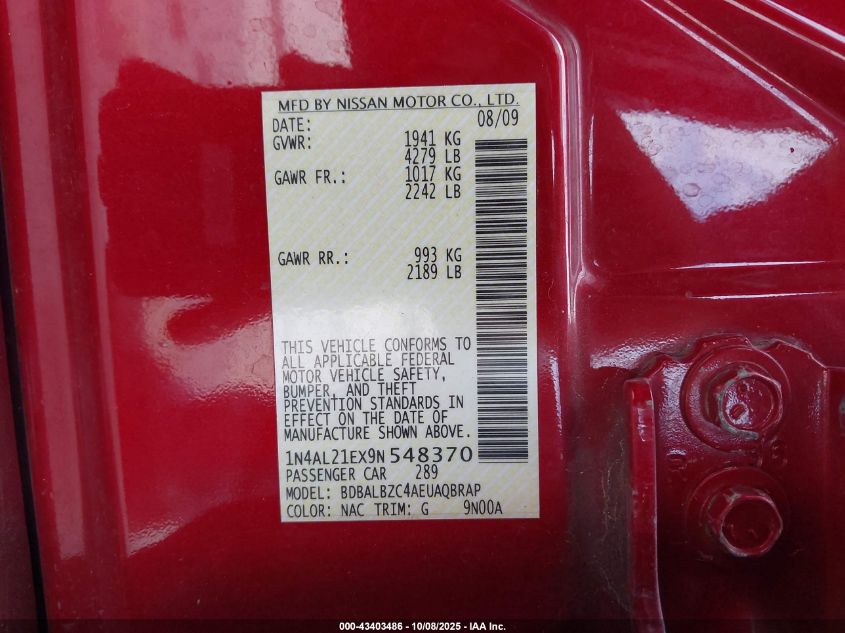 MFD BY NISSAN MOTOR CO., LTD.
DATE: 08/09
GVWR: 1941 KG
4279 LB
GAWR FR.: 1017 KG
2242 LB
GAWR RR.: 993 KG
2189 LB
THIS VEHICLE CONFORMS TO
ALL APPLICABLE FEDERAL
MOTOR VEHICLE SAFETY,
BUMPER, AND THEFT
PREVENTION STANDARDS IN
EFFECT ON THE DATE OF
MANUFACTURE SHOWN ABOVE.
1N4AL21EX9N548370
PASSENGER CAR 289
MODEL: BDBALBZC4AEUAQBRAP
COLOR: NAC TRIM: G 9N00A
000-43403486 - 10/08/2025 - IAA Inc.